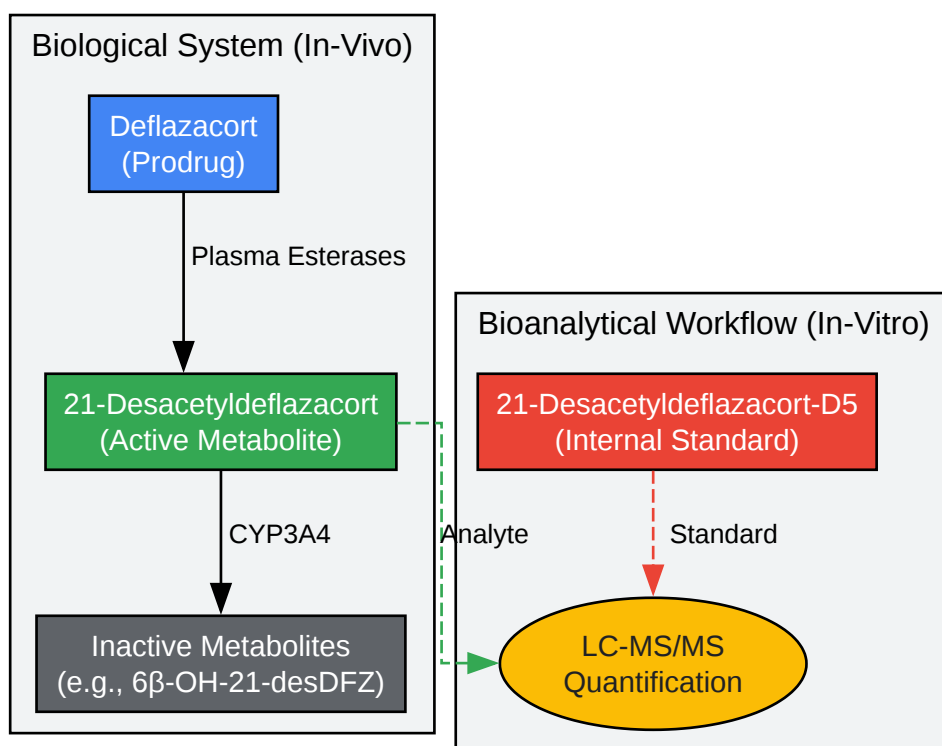 Biological System (In-Vivo)
Deflazacort
(Prodrug)
Plasma Esterases
21-Desacetyldeflazacort
(Active Metabolite)
CYP3A4
Inactive Metabolites
(e.g., 6β-OH-21-desDFZ)
Bioanalytical Workflow (In-Vitro)
21-Desacetyldeflazacort-D5
(Internal Standard)
Analyte
Standard
LC-MS/MS
Quantification